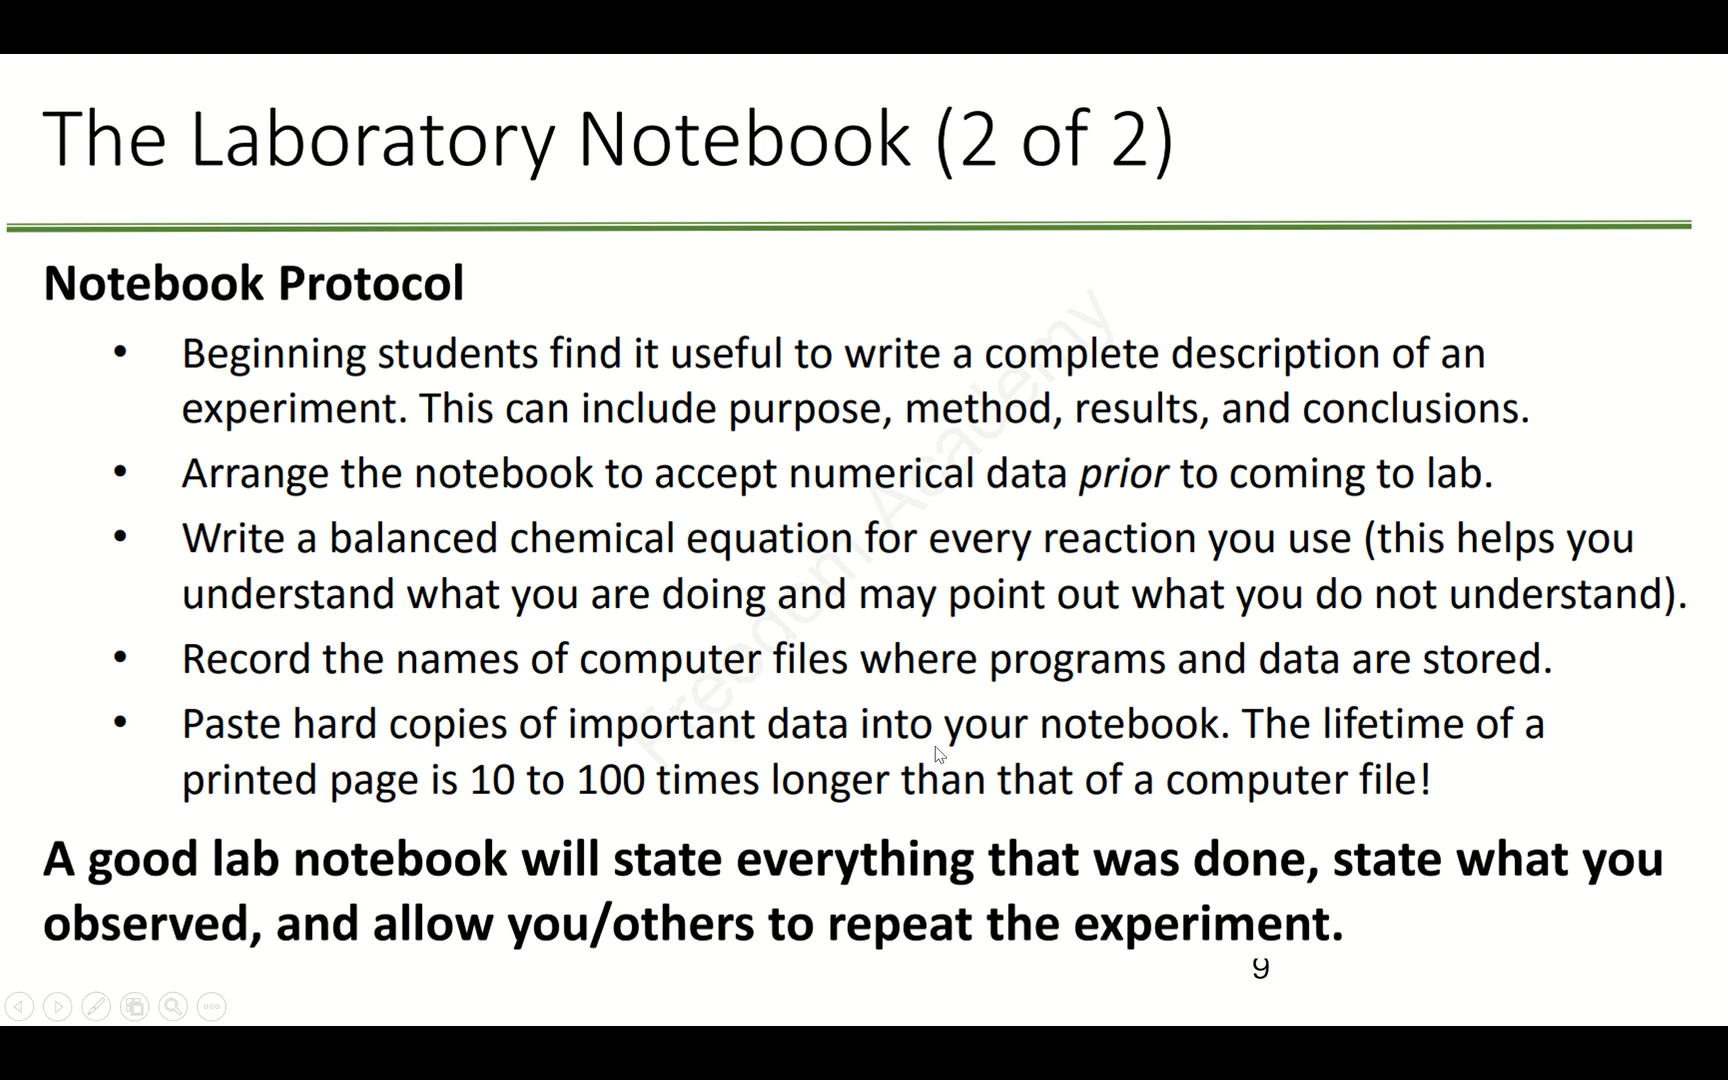 The Laboratory Notebook (2 of 2)
Notebook Protocol
• Beginning students find it useful to write a complete description of an
experiment. This can include purpose, method, results, and conclusions.
• Arrange the notebook to accept numerical data prior to coming to lab.
• Write a balanced chemical equation for every reaction you use (this helps you
understand what you are doing and may point out what you do not understand).
• Record the names of computer files where programs and data are stored.
• Paste hard copies of important data into your notebook. The lifetime of a
printed page is 10 to 100 times longer than that of a computer file!
A good lab notebook will state everything that was done, state what you
observed, and allow you/others to repeat the experiment.
9
Freedom Academy